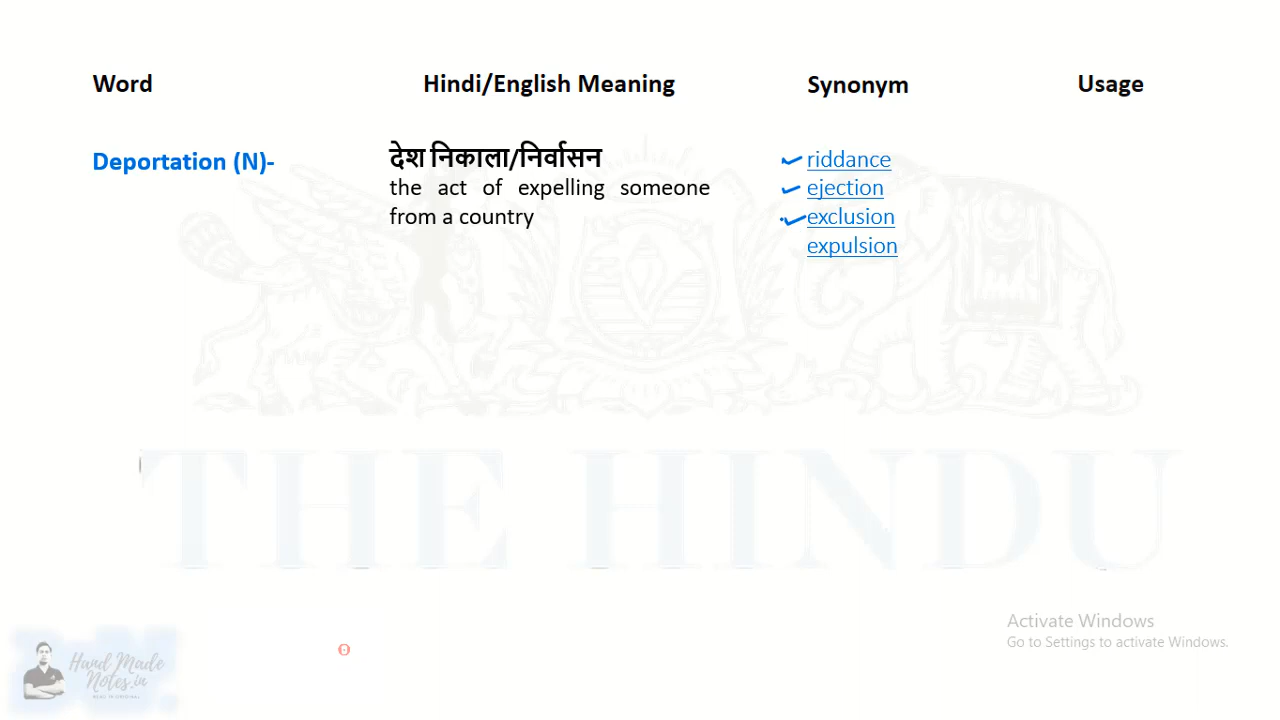 Word Hindi/English Meaning Synonym Usage
Deportation (N)- देश निकाला/निर्वासन riddance
the act of expelling someone ejection
from a country exclusion
expulsion
THE HINDU
Activate Windows
Go to Settings to activate Windows.
Hand Made
Notes.in